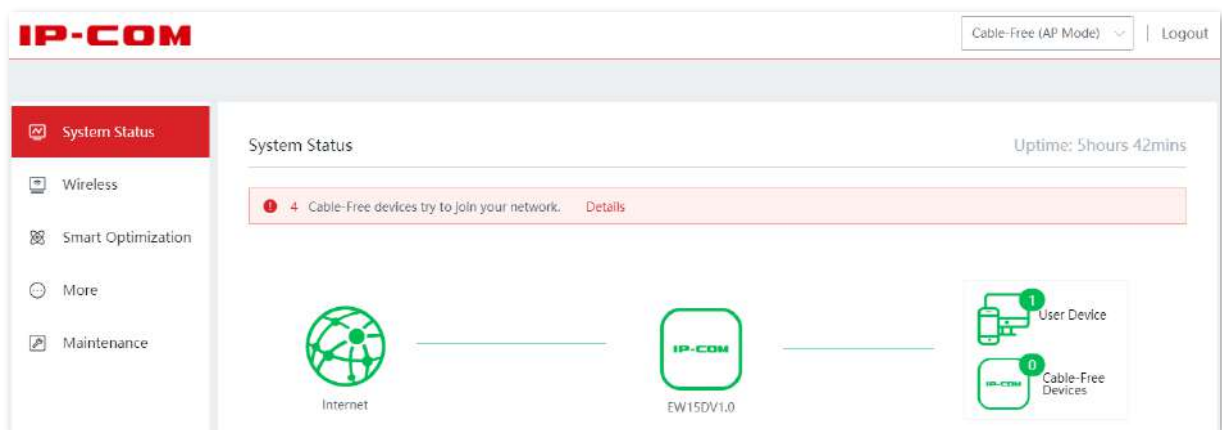 IP-COM
Cable-Free (AP Mode) | Logout
System Status
System Status
Uptime: 5hours 42mins
Wireless
4 Cable-Free devices try to join your network. Details
Smart Optimization
More
Maintenance
Internet
IP-COM
EW15DV1.0
1
User Device
0
IP-COM
Cable-Free
Devices